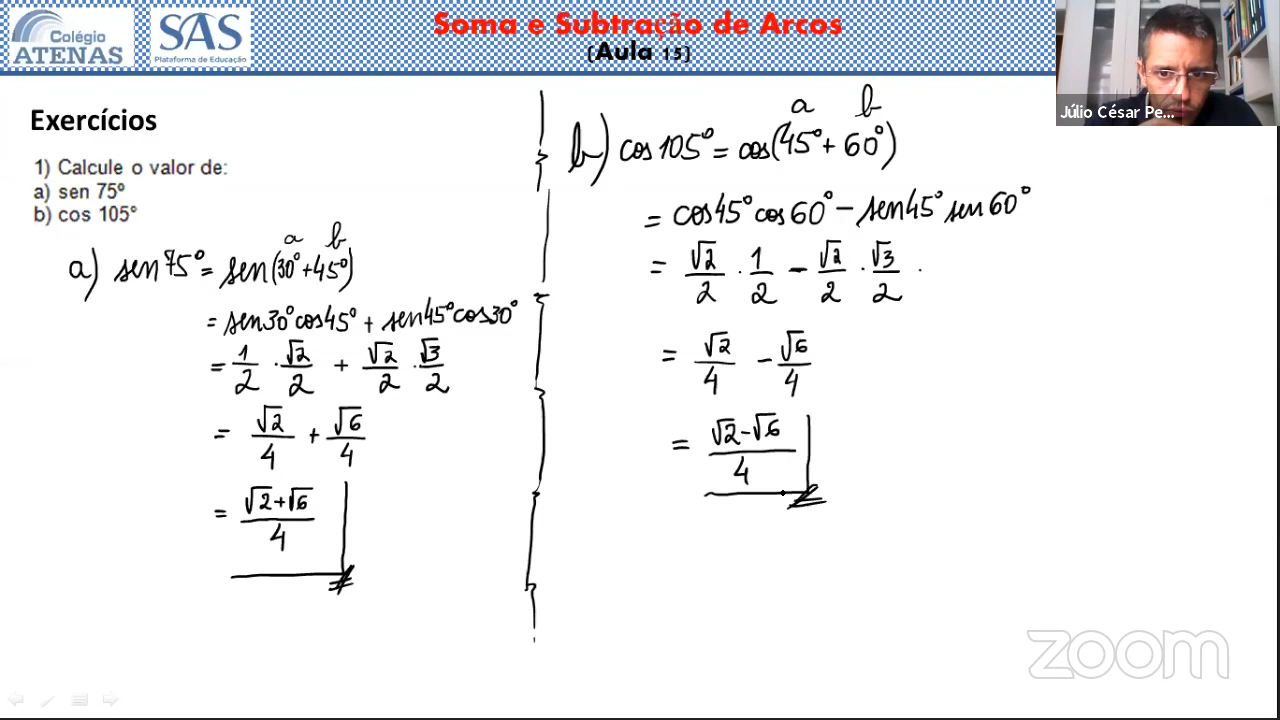 Colégio
ATENAS
SAS
Plataforma de Educação
Soma e Subtração de Arcos
(Aula 15)
Júlio César Pe...
Exercícios
1) Calcule o valor de:
a) sen 75º
b) cos 105º
a b
a) sen 75° = sen(30° + 45°)
= sen30°cos45° + sen45°cos30°
= 1/2 · √2/2 + √2/2 · √3/2
= √2/4 + √6/4
= √2+√6/4
a b
b) cos 105° = cos(45° + 60°)
= cos45°cos60° − sen45°sen60°
= √2/2 · 1/2 − √2/2 · √3/2 ·
= √2/4 − √6/4
= √2−√6/4
zoom